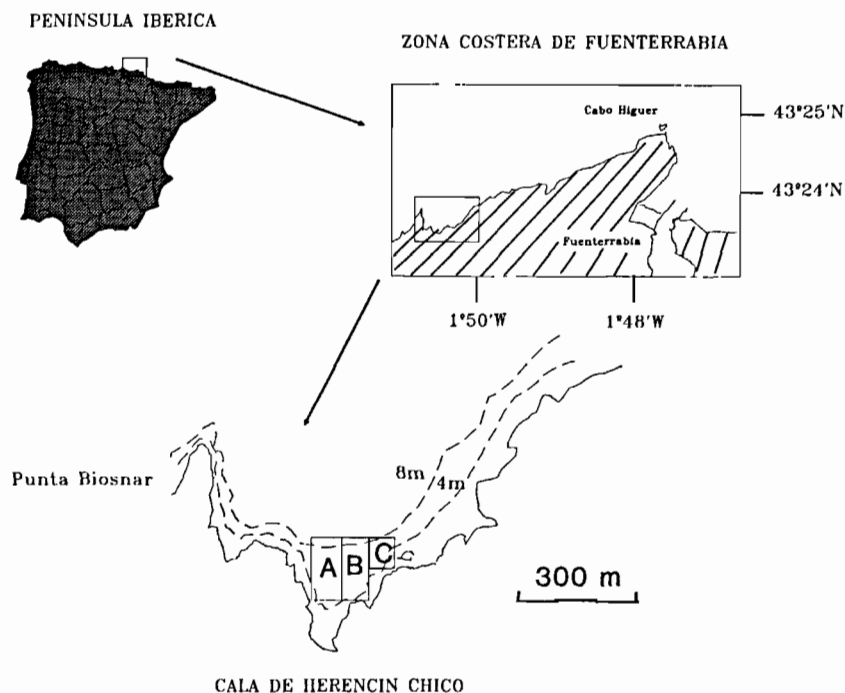 PENINSULA IBERICA
ZONA COSTERA DE FUENTERRABIA
Cabo Higuer
43°25'N
43°24'N
Fuenterrabia
1°50'W
1°48'W
Punta Biosnar
8m
4m
A
B
C
300 m
CALA DE HERENCIN CHICO